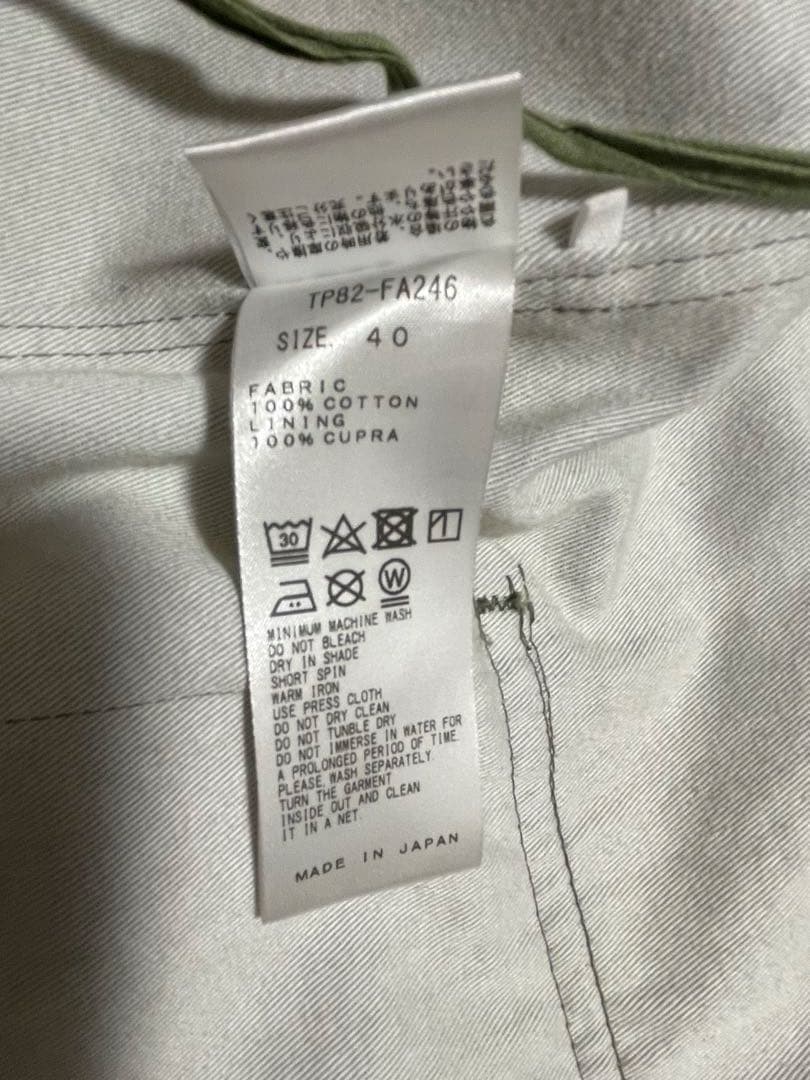 TP82-FA246
SIZE. 40
FABRIC
100% COTTON
LINING
100% CUPRA
30
W
MINIMUM MACHINE WASH
DO NOT BLEACH
DRY IN SHADE
SHORT SPIN
WARM IRON
USE PRESS CLOTH
DO NOT DRY CLEAN
DO NOT TUNBLE DRY
DO NOT IMMERSE IN WATER FOR
A PROLONGED PERIOD OF TIME.
PLEASE WASH SEPARATELY.
TURN THE GARMENT
INSIDE OUT AND CLEAN
IT IN A NET.
MADE IN JAPAN